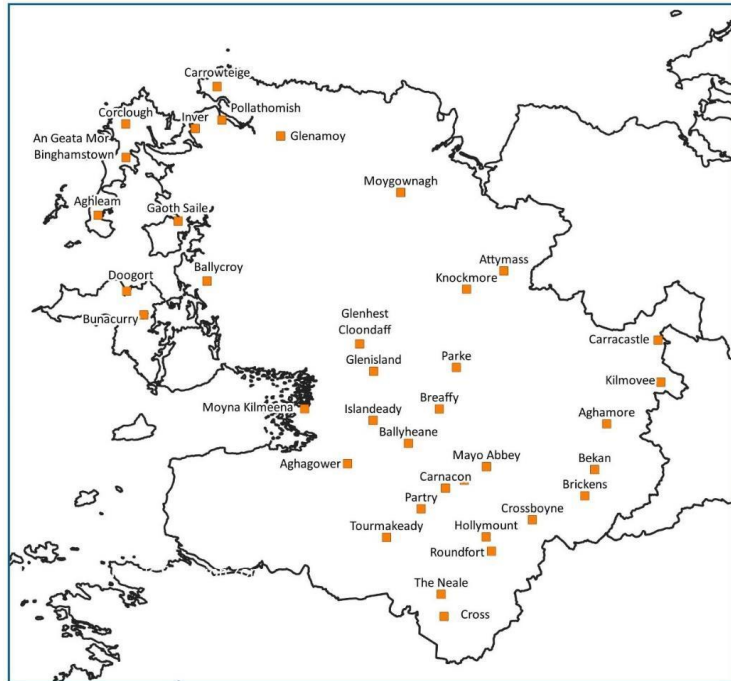 Carrowteige
Corclough
Inver
Pollathomish
Glenamoy
An Geata Mor
Binghamstown
Moygownagh
Aghleam
Gaoth Saile
Attymass
Doogort
Ballycroy
Knockmore
Bunacurry
Glenhest
Cloondaff
Carracastle
Glenisland
Parke
Kilmovee
Moyna Kilmeena
Islandeady
Breaffy
Aghamore
Ballyheane
Aghagower
Mayo Abbey
Bekan
Carnacon
Brickens
Partry
Crossboyne
Tourmakeady
Hollymount
Roundfort
The Neale
Cross